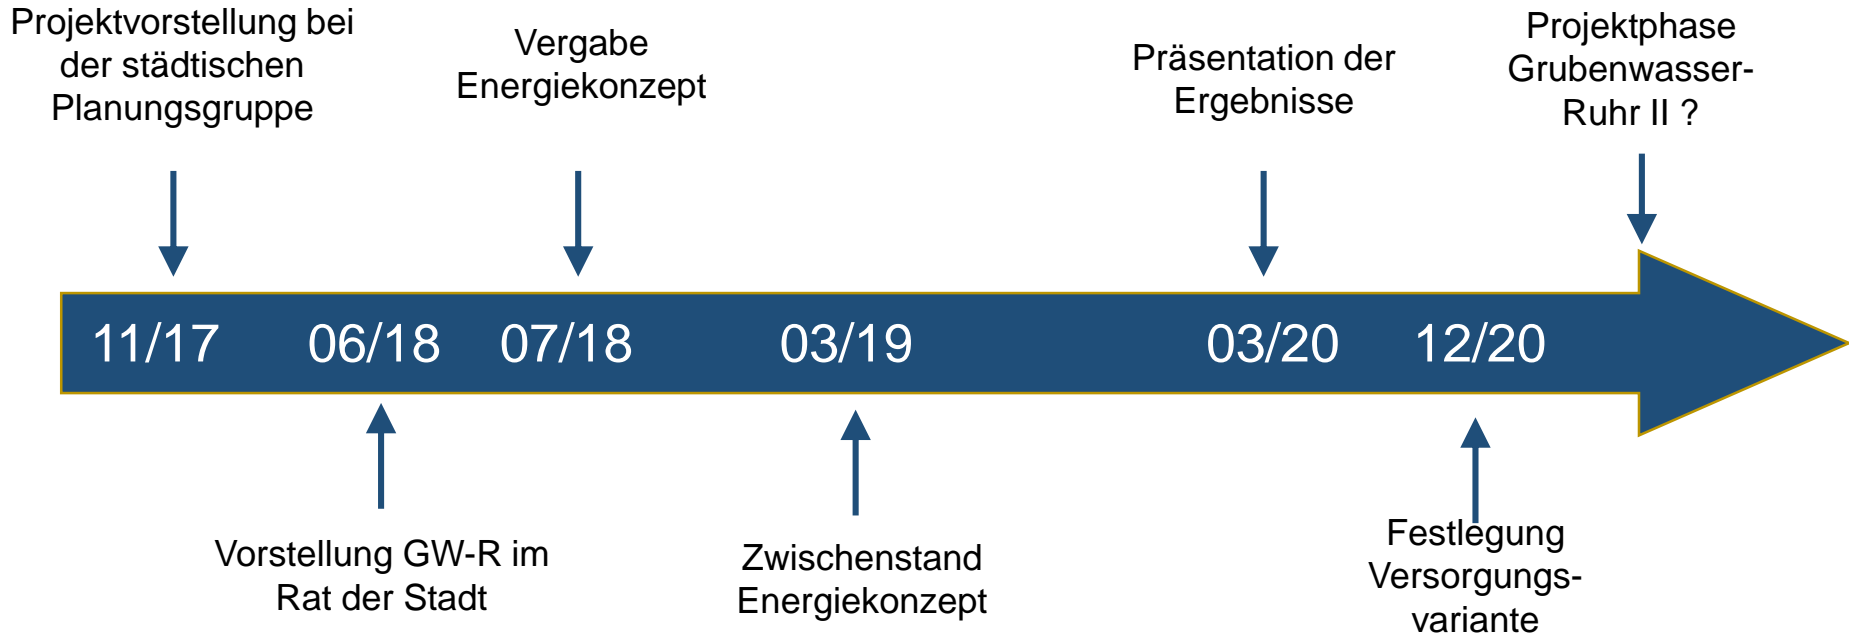 Projektvorstellung bei
der städtischen
Planungsgruppe
Vergabe
Energiekonzept
Präsentation der
Ergebnisse
Projektphase
Grubenwasser-
Ruhr II ?
11/17
06/18
07/18
03/19
03/20
12/20
Vorstellung GW-R im
Rat der Stadt
Zwischenstand
Energiekonzept
Festlegung
Versorgungs-
variante